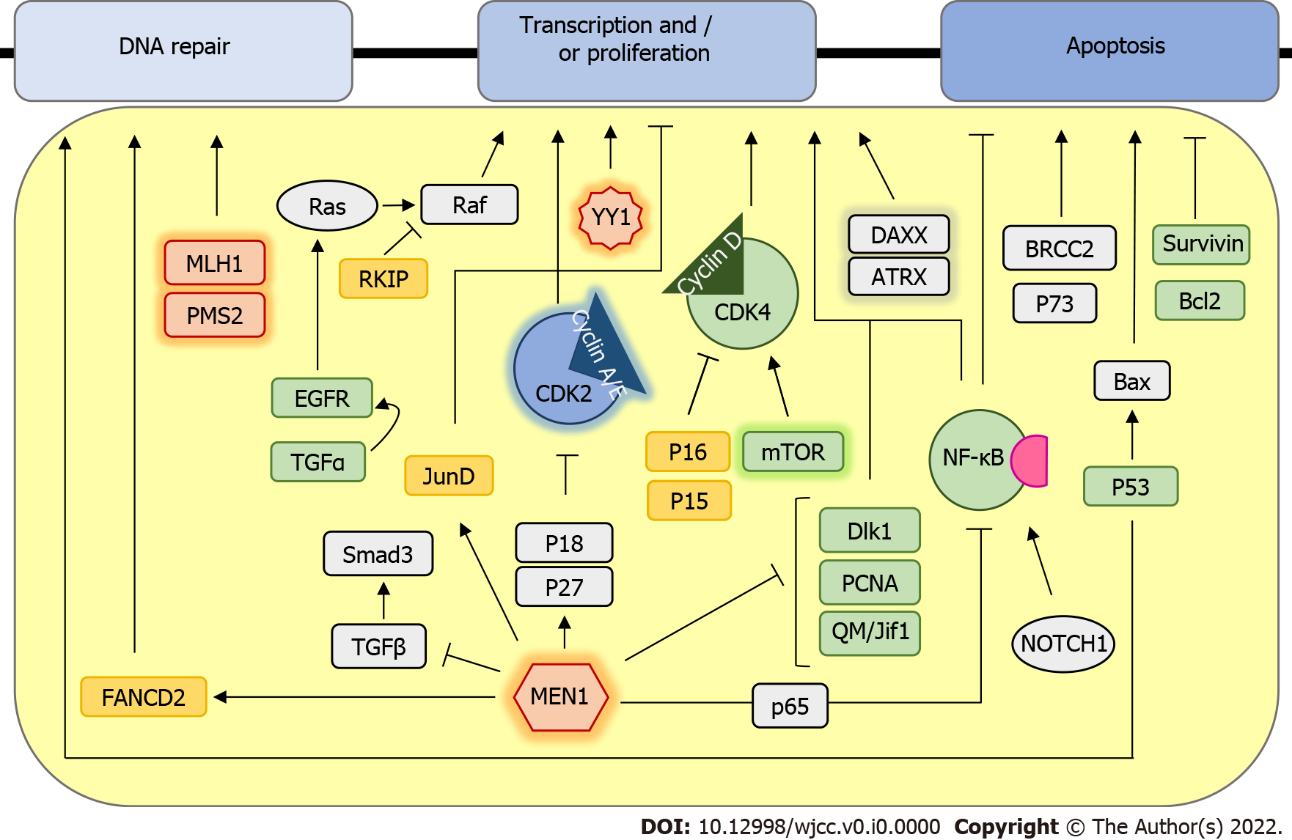 DNA repair
Transcription and /
or proliferation
Apoptosis
Ras
Raf
YY1
RKIP
MLH1
PMS2
Cyclin D
CDK4
DAXX
ATRX
BRCC2
P73
Survivin
Bcl2
EGFR
TGFα
Cyclin A/E
CDK2
Bax
JunD
P16
P15
mTOR
NF-κB
P53
Smad3
TGFβ
P18
P27
Dlk1
PCNA
QM/Jif1
NOTCH1
FANCD2
MEN1
p65
DOI: 10.12998/wjcc.v0.i0.0000 Copyright © The Author(s) 2022.